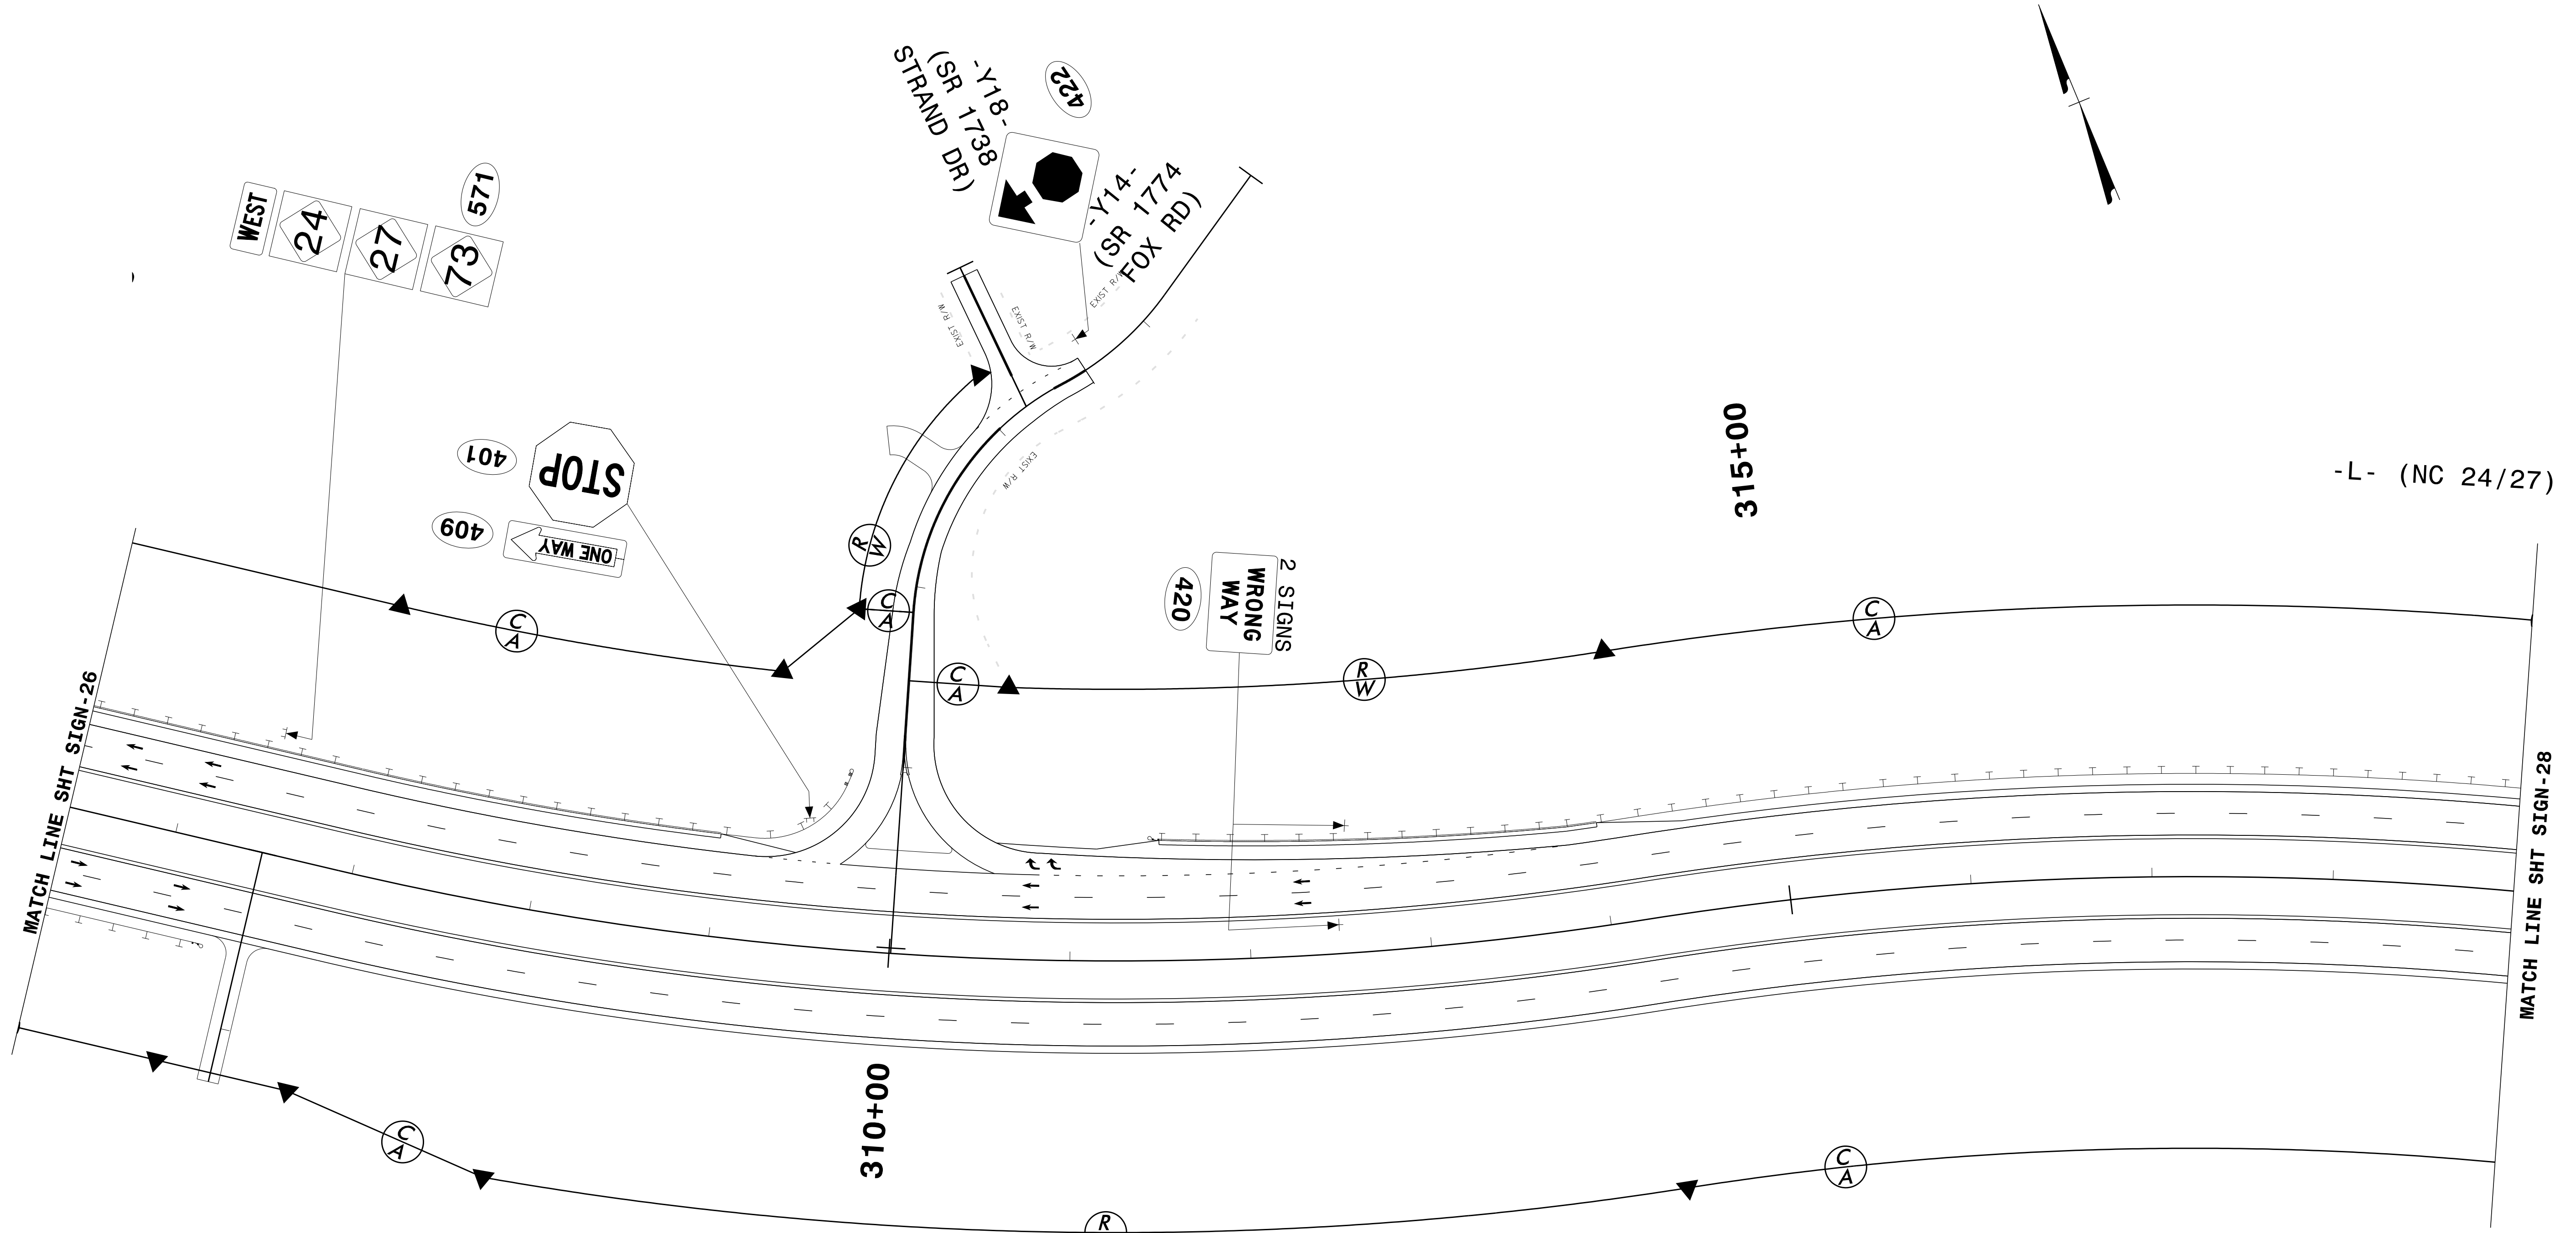 -Y18-
(SR 1738
STRAND DR)
422
-Y14-
(SR 1774
FOX RD)
571
WEST
24
27
73
401
STOP
409
ONE WAY
EXIST R/W
EXIST R/W
EXIST R/W
EXIST R/W
R
W
C
A
C
A
C
A
420
WRONG
WAY
2 SIGNS
R
W
C
A
315+00
-L- (NC 24/27)
MATCH LINE SHT SIGN-26
MATCH LINE SHT SIGN-28
310+00
C
A
C
A
R